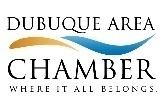 DUBUQUE AREA
CHAMBER
WHERE IT ALL BELONGS.